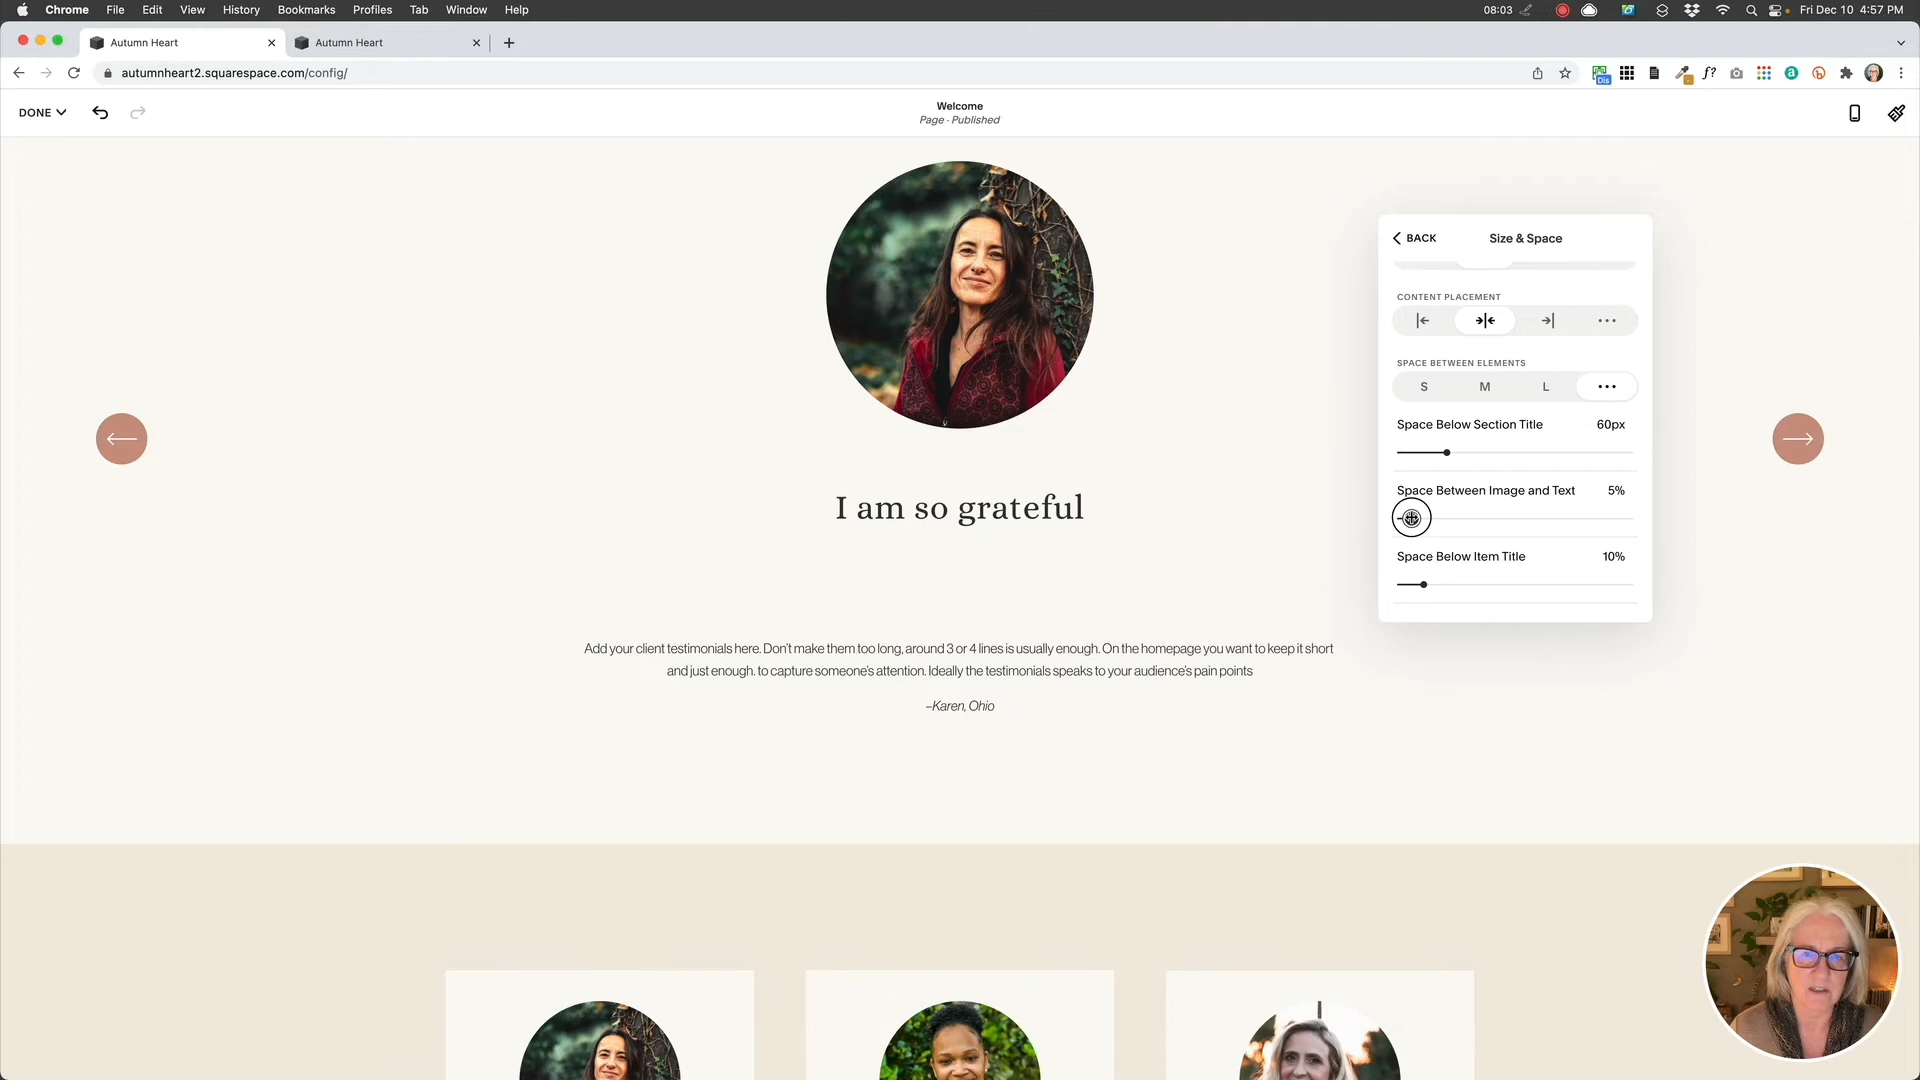 Chrome File Edit View History Bookmarks Profiles Tab Window Help 08:03 Fri Dec 10 4:57 PM
Autumn Heart Autumn Heart
autumnheart2.squarespace.com/config/
Dis f? a
DONE
Welcome
Page · Published
BACK Size & Space
CONTENT PLACEMENT
SPACE BETWEEN ELEMENTS
S M L
Space Below Section Title 60px
Space Between Image and Text 5%
Space Below Item Title 10%
I am so grateful
Add your client testimonials here. Don't make them too long, around 3 or 4 lines is usually enough. On the homepage you want to keep it short
and just enough. to capture someone's attention. Ideally the testimonials speaks to your audience's pain points
–Karen, Ohio